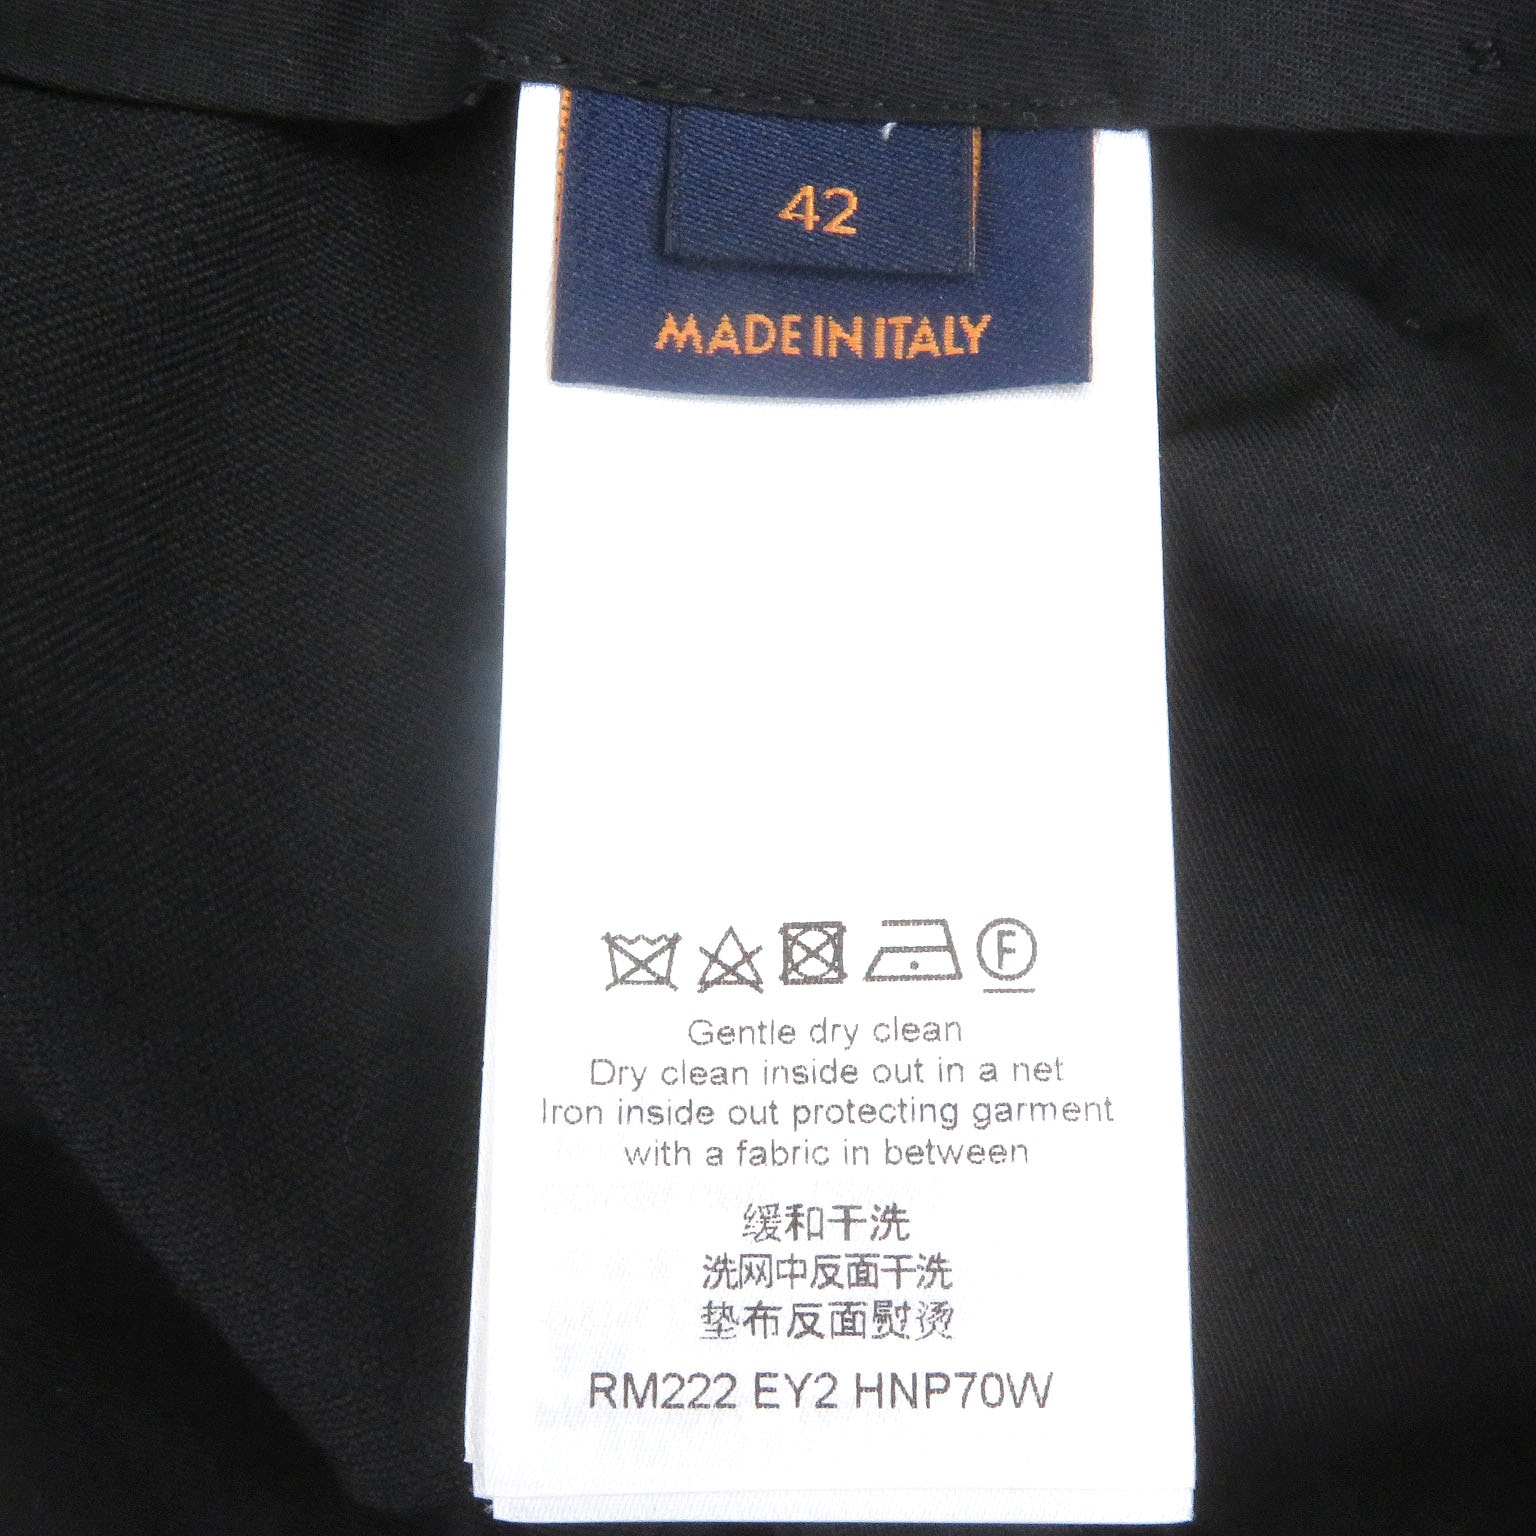 42
MADE IN ITALY
F
Gentle dry clean
Dry clean inside out in a net
Iron inside out protecting garment
with a fabric in between
缓和干洗
洗网中反面干洗
垫布反面熨烫
RM222 EY2 HNP70W